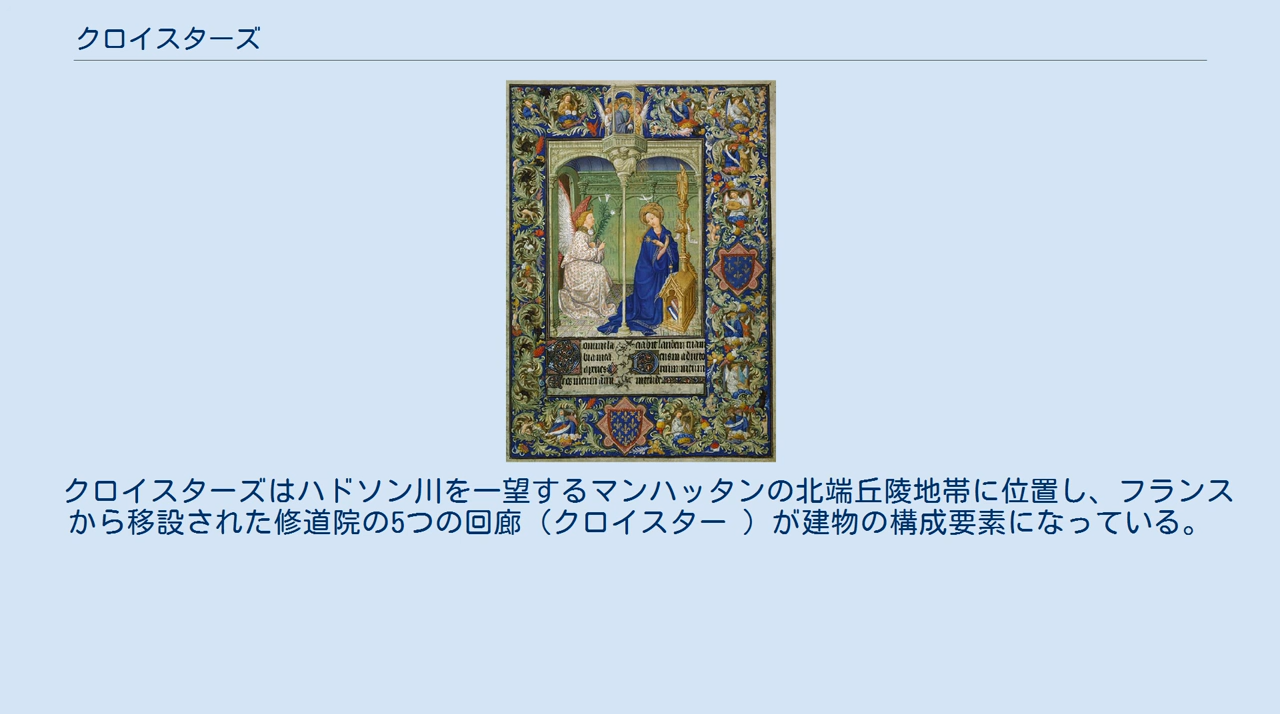 クロイスターズ
クロイスターズはハドソン川を一望するマンハッタンの北端丘陵地帯に位置し、フランス
から移設された修道院の5つの回廊（クロイスター ）が建物の構成要素になっている。